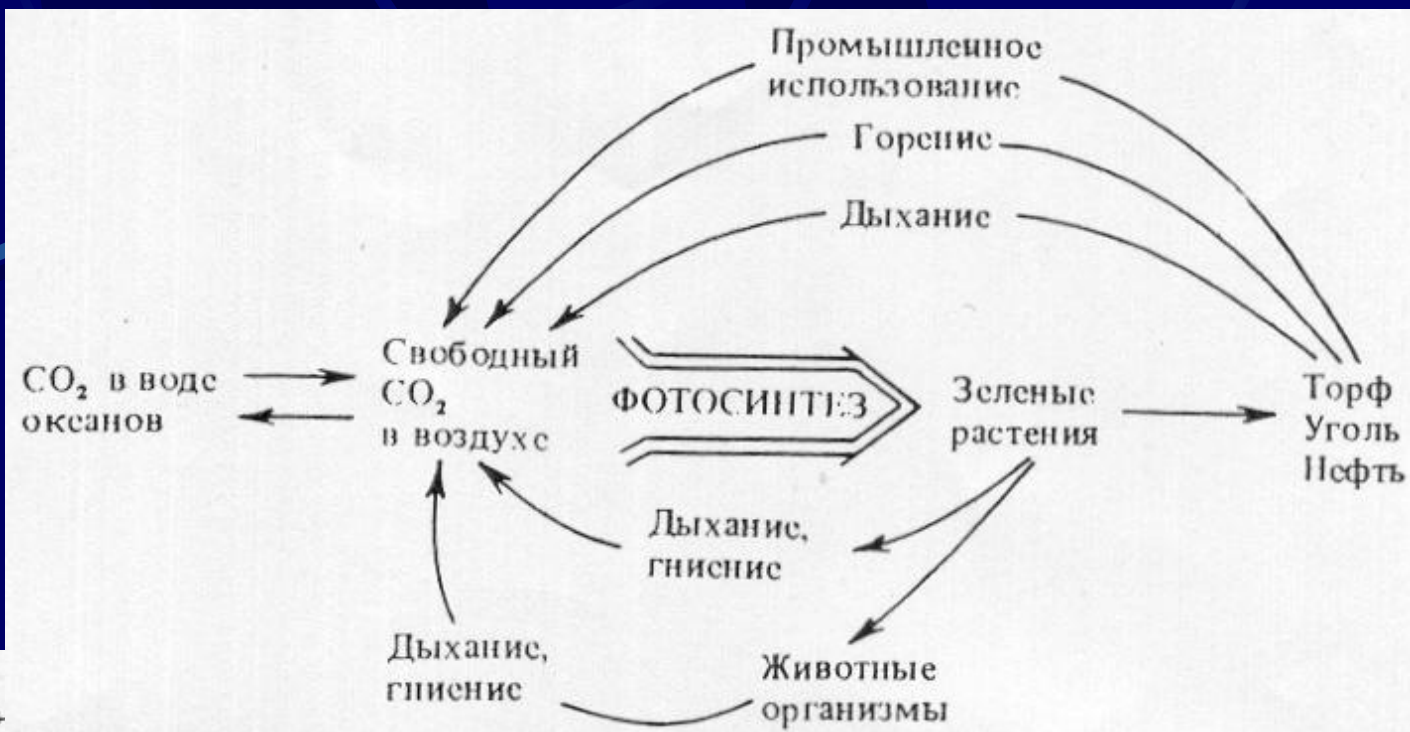 Промышленное
использование
Горение
Дыхание
CO₂ в воде
океанов
Свободный
CO₂
в воздухе
ФОТОСИНТЕЗ
Зеленые
растения
Торф
Уголь
Нефть
Дыхание,
гниение
Дыхание,
гниение
Животные
организмы